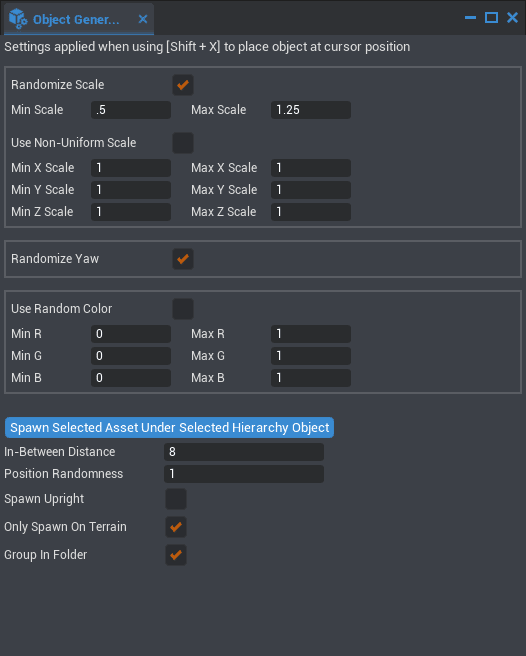 Object Gener...
Settings applied when using [Shift + X] to place object at cursor position
Randomize Scale
Min Scale .5 Max Scale 1.25
Use Non-Uniform Scale
Min X Scale 1 Max X Scale 1
Min Y Scale 1 Max Y Scale 1
Min Z Scale 1 Max Z Scale 1
Randomize Yaw
Use Random Color
Min R 0 Max R 1
Min G 0 Max G 1
Min B 0 Max B 1
Spawn Selected Asset Under Selected Hierarchy Object
In-Between Distance 8
Position Randomness 1
Spawn Upright
Only Spawn On Terrain
Group In Folder